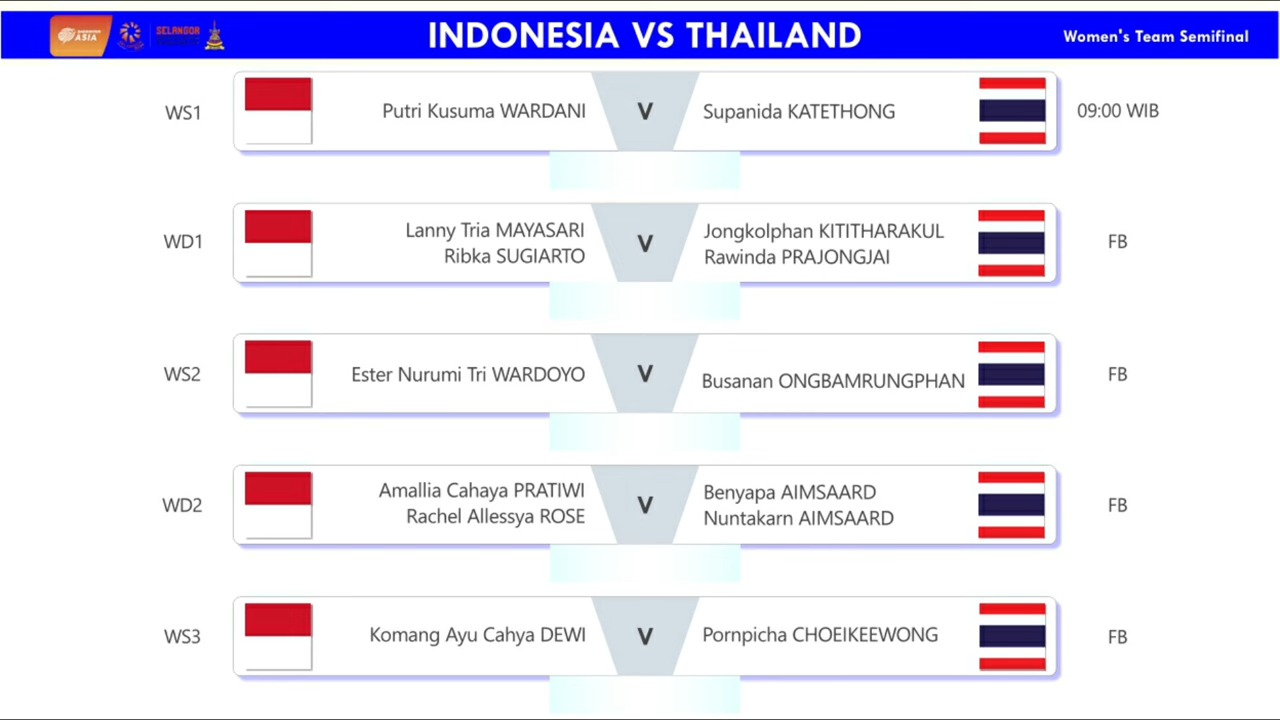 ASIA
SELANGOR
INDONESIA VS THAILAND
Women's Team Semifinal
WS1
Putri Kusuma WARDANI
V
Supanida KATETHONG
09:00 WIB
WD1
Lanny Tria MAYASARI
Ribka SUGIARTO
V
Jongkolphan KITITHARAKUL
Rawinda PRAJONGJAI
FB
WS2
Ester Nurumi Tri WARDOYO
V
Busanan ONGBAMRUNGPHAN
FB
WD2
Amallia Cahaya PRATIWI
Rachel Allessya ROSE
V
Benyapa AIMSAARD
Nuntakarn AIMSAARD
FB
WS3
Komang Ayu Cahya DEWI
V
Pornpicha CHOEIKEEWONG
FB